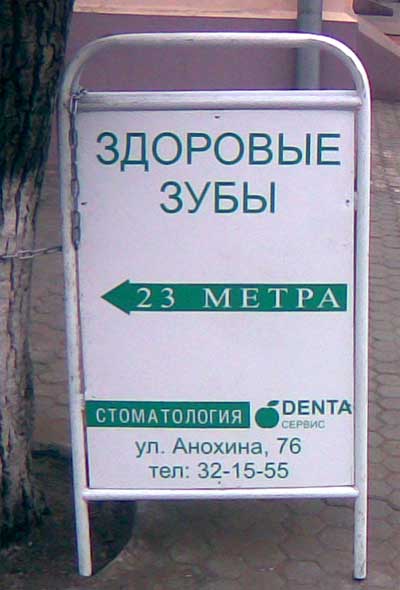 ЗДОРОВЫЕ
ЗУБЫ
23 МЕТРА
СТОМАТОЛОГИЯ DENTA
СЕРВИС
ул. Анохина, 76
тел: 32-15-55